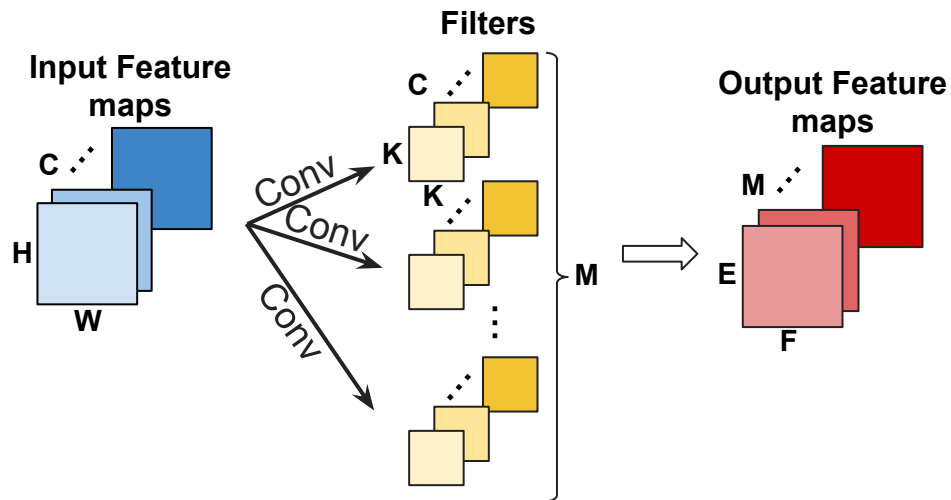 Input Feature
maps
C
H
W
Conv
Conv
Conv
Filters
C
K
K
M
Output Feature
maps
M
E
F